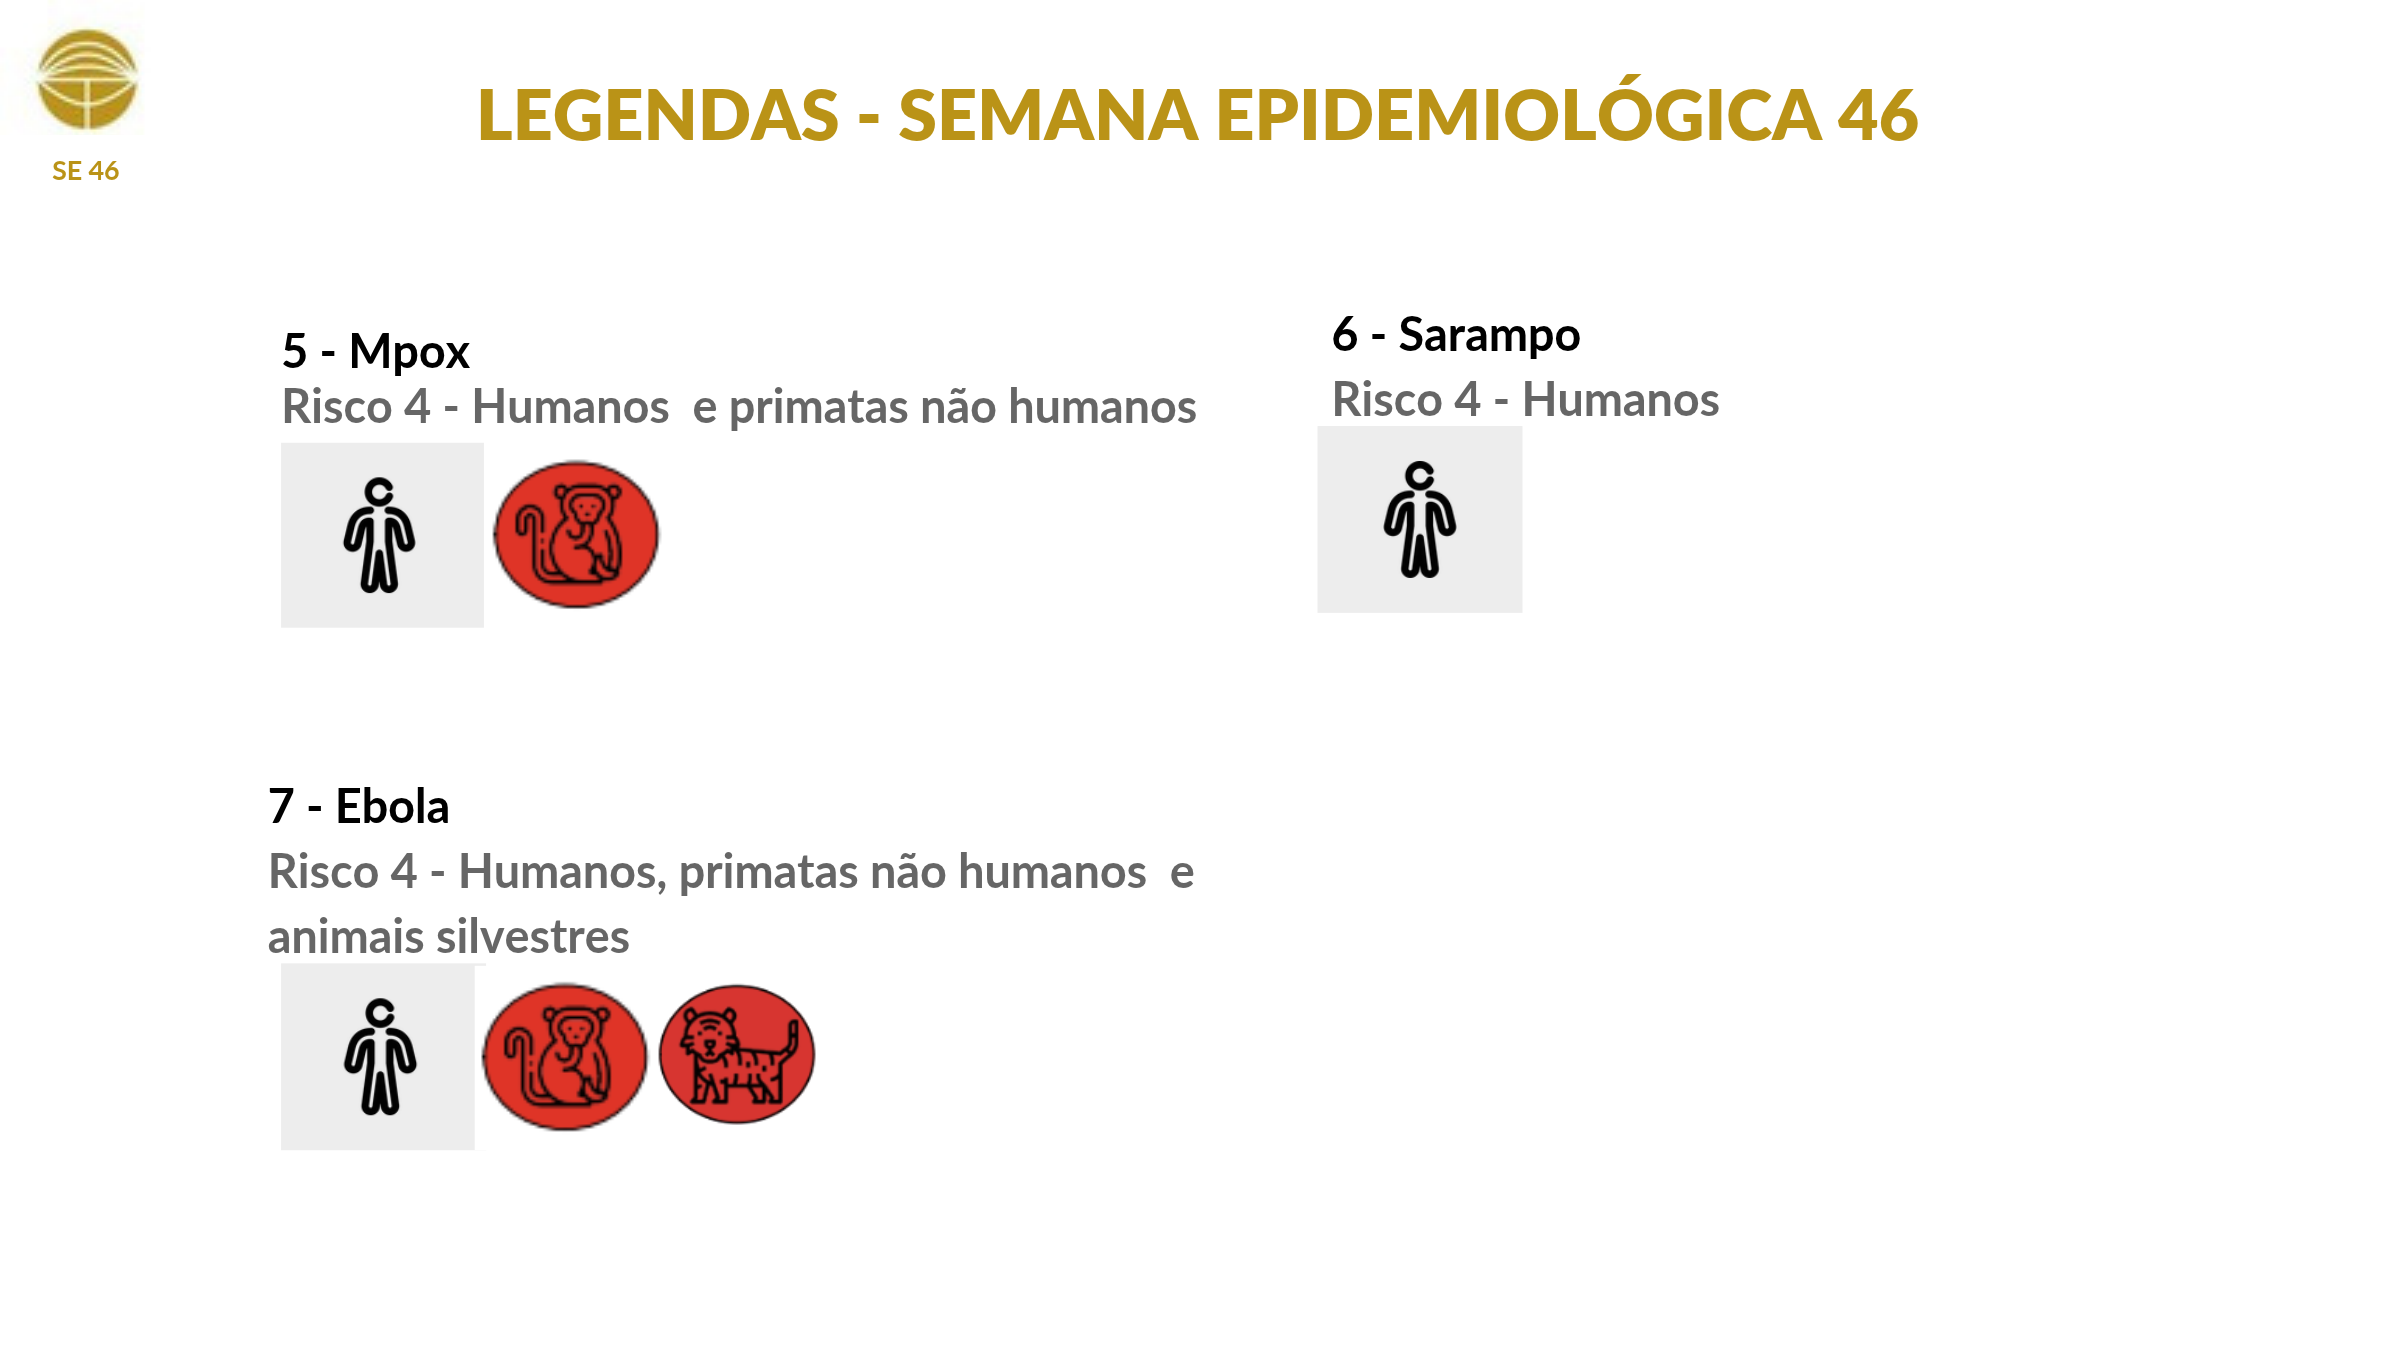 SE 46
LEGENDAS - SEMANA EPIDEMIOLÓGICA 46
5 - Mpox
Risco 4 - Humanos  e primatas não humanos
6 - Sarampo
Risco 4 - Humanos
7 - Ebola
Risco 4 - Humanos, primatas não humanos  e
animais silvestres